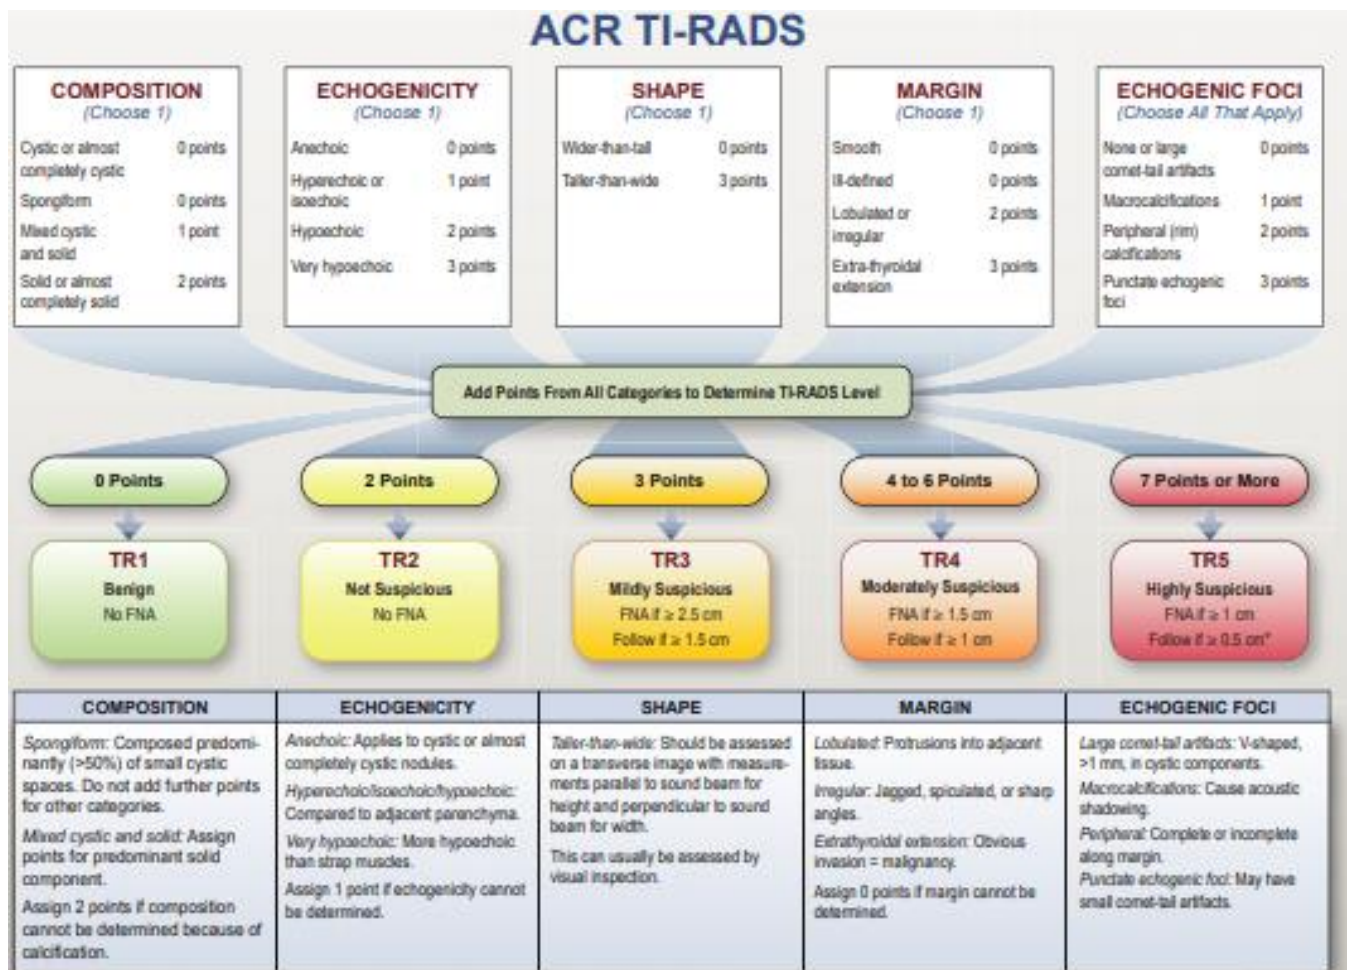 ACR TI-RADS
COMPOSITION
(Choose 1)
Cystic or almost completely cystic 0 points
Spongiform 0 points
Mixed cystic and solid 1 point
Solid or almost completely solid 2 points
ECHOGENICITY
(Choose 1)
Anechoic 0 points
Hyperechoic or isoechoic 1 point
Hypoechoic 2 points
Very hypoechoic 3 points
SHAPE
(Choose 1)
Wider-than-tall 0 points
Taller-than-wide 3 points
MARGIN
(Choose 1)
Smooth 0 points
Ill-defined 0 points
Lobulated or irregular 2 points
Extra-thyroidal extension 3 points
ECHOGENIC FOCI
(Choose All That Apply)
None or large comet-tail artifacts 0 points
Macrocalcifications 1 point
Peripheral (rim) calcifications 2 points
Punctate echogenic foci 3 points
Add Points From All Categories to Determine TI-RADS Level
0 Points
2 Points
3 Points
4 to 6 Points
7 Points or More
TR1
Benign
No FNA
TR2
Not Suspicious
No FNA
TR3
Mildly Suspicious
FNA if ≥ 2.5 cm
Follow if ≥ 1.5 cm
TR4
Moderately Suspicious
FNA if ≥ 1.5 cm
Follow if ≥ 1 cm
TR5
Highly Suspicious
FNA if ≥ 1 cm
Follow if ≥ 0.5 cm*
COMPOSITION
Spongiform: Composed predomi-
nantly (>50%) of small cystic
spaces. Do not add further points
for other categories.
Mixed cystic and solid: Assign
points for predominant solid
component.
Assign 2 points if composition
cannot be determined because of
calcification.
ECHOGENICITY
Anechoic: Applies to cystic or almost
completely cystic nodules.
Hyperechoic/isoechoic/hypoechoic:
Compared to adjacent parenchyma.
Very hypoechoic: More hypoechoic
than strap muscles.
Assign 1 point if echogenicity cannot
be determined.
SHAPE
Taller-than-wide: Should be assessed
on a transverse image with measure-
ments parallel to sound beam for
height and perpendicular to sound
beam for width.
This can usually be assessed by
visual inspection.
MARGIN
Lobulated: Protrusions into adjacent
tissue.
Irregular: Jagged, spiculated, or sharp
angles.
Extrathyroidal extension: Obvious
invasion = malignancy.
Assign 0 points if margin cannot be
determined.
ECHOGENIC FOCI
Large comet-tail artifacts: V-shaped,
>1 mm, in cystic components.
Macrocalcifications: Cause acoustic
shadowing.
Peripheral: Complete or incomplete
along margin.
Punctate echogenic foci: May have
small comet-tail artifacts.